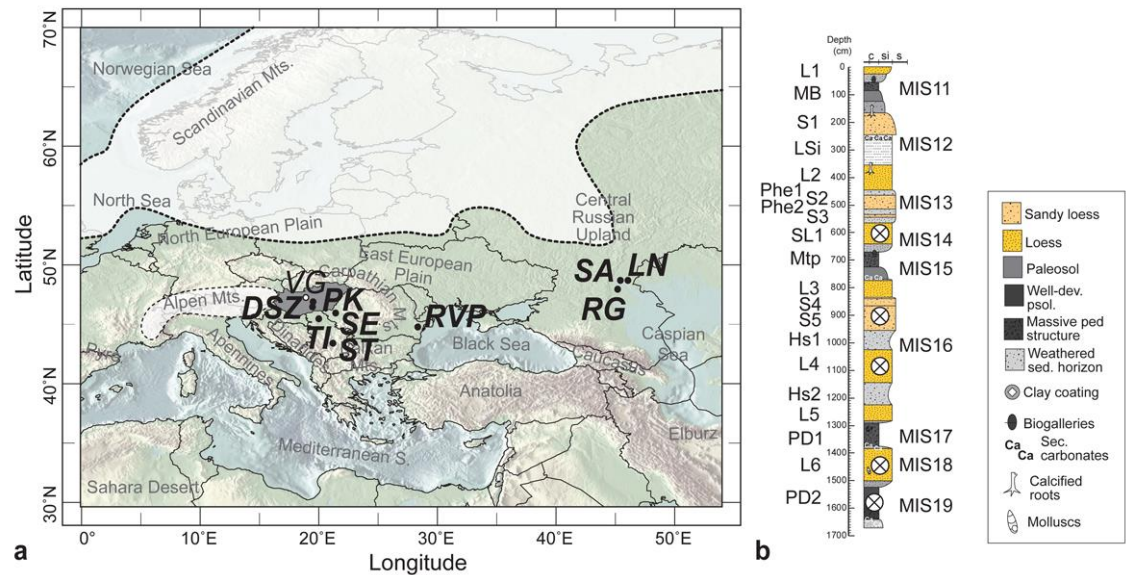 70°N
60°N
50°N
40°N
30°N
Latitude
0°
10°E
20°E
30°E
40°E
50°E
Longitude
Norwegian Sea
Scandinavian Mts.
North Sea
North European Plain
Central
Russian
Upland
East European
Plain
Carpathian
Alpen Mts.
VG
DSZ
PK
SE
TI
ST
RVP
SA
LN
RG
Apennines
Black Sea
Caucasus
Caspian
Sea
Anatolia
Elburz
Mediterranean S.
Sahara Desert
a
Depth
(cm)
c si s
0
100
200
300
400
500
600
700
800
900
1000
1100
1200
1300
1400
1500
1600
1700
L1
MB
S1
LSi
L2
Phe1
S2
Phe2
S3
SL1
Mtp
L3
S4
S5
Hs1
L4
Hs2
L5
PD1
L6
PD2
Ca Ca Ca
MIS11
MIS12
MIS13
MIS14
MIS15
MIS16
MIS17
MIS18
MIS19
b
Sandy loess
Loess
Paleosol
Well-dev.
psol.
Massive ped
structure
Weathered
sed. horizon
Clay coating
Biogalleries
Ca Ca Sec.
carbonates
Calcified
roots
Molluscs